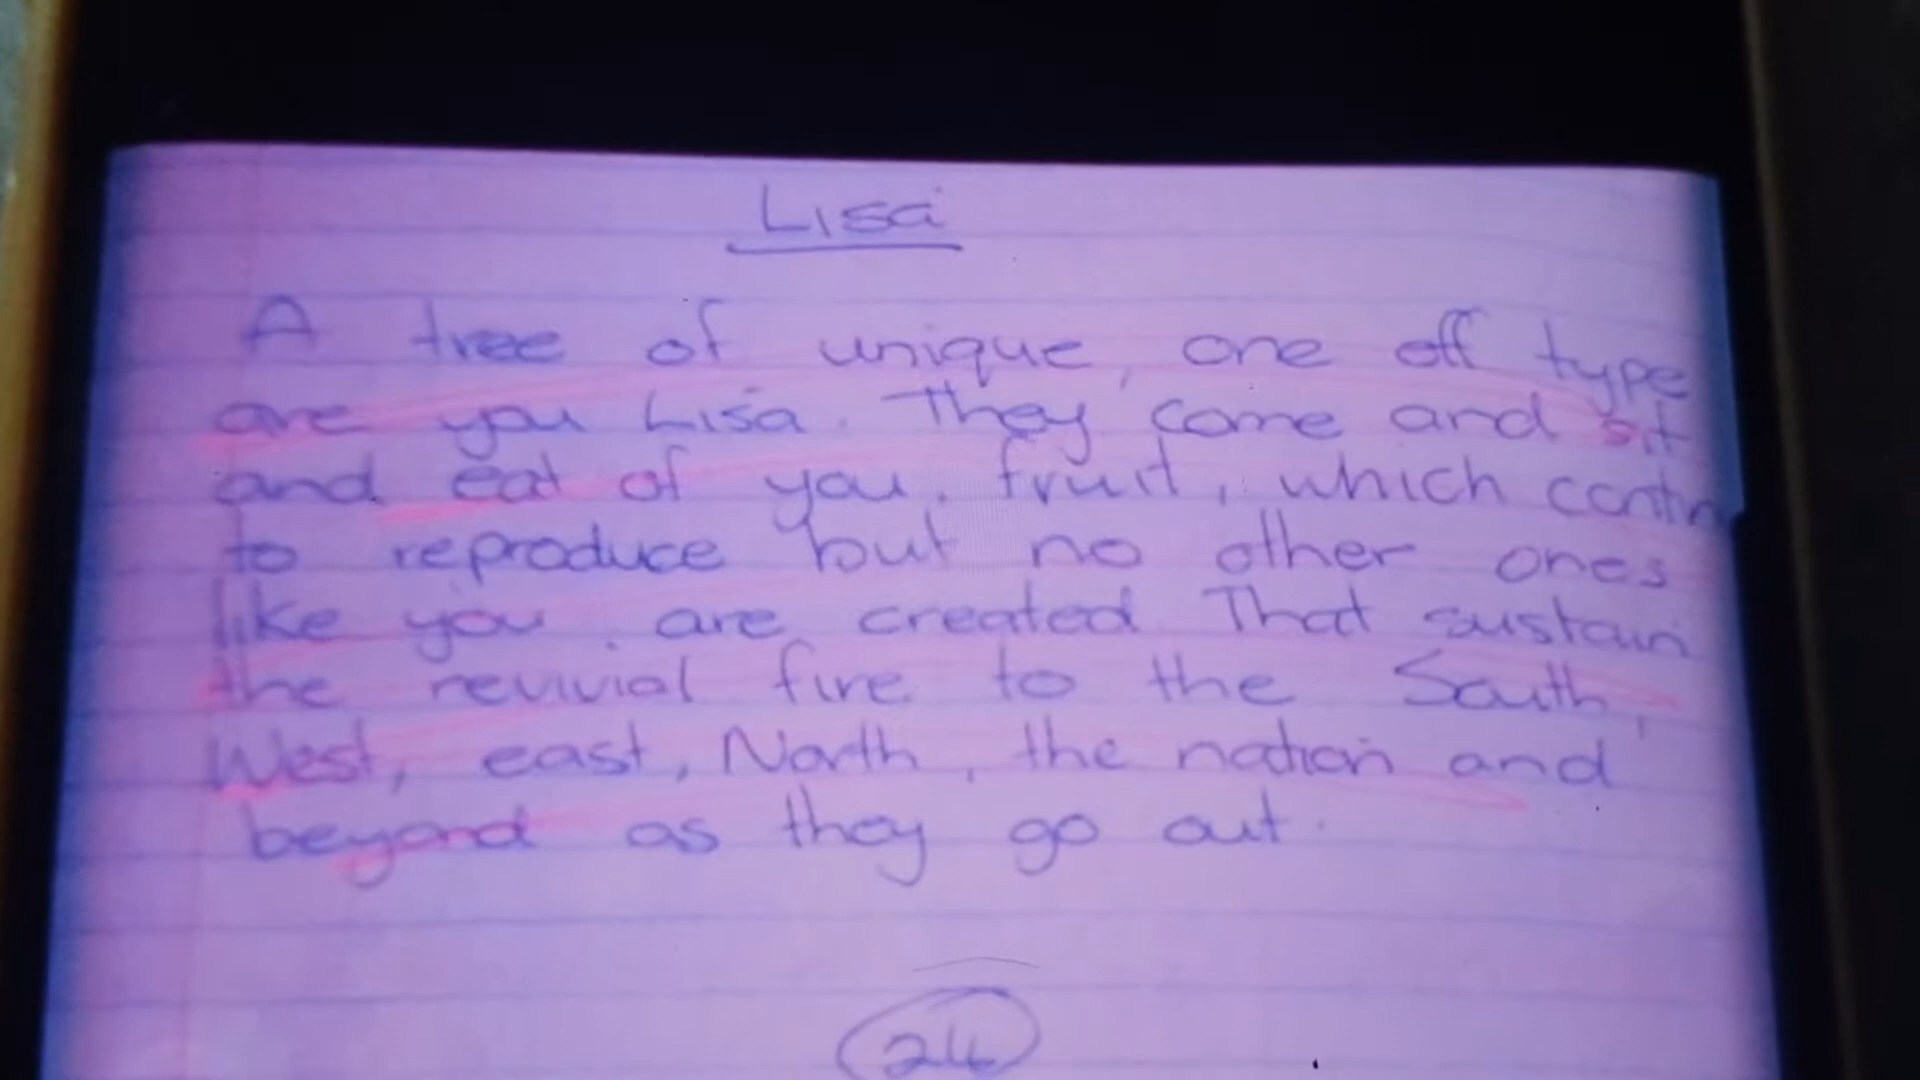 Lisa
A tree of unique, one off type
are you Lisa. They come and sit
and eat of you. fruit, which contin
to reproduce but no other ones
like you are created That sustain
the revivial fire to the South,
West, east, North, the nation and
beyond as they go out.